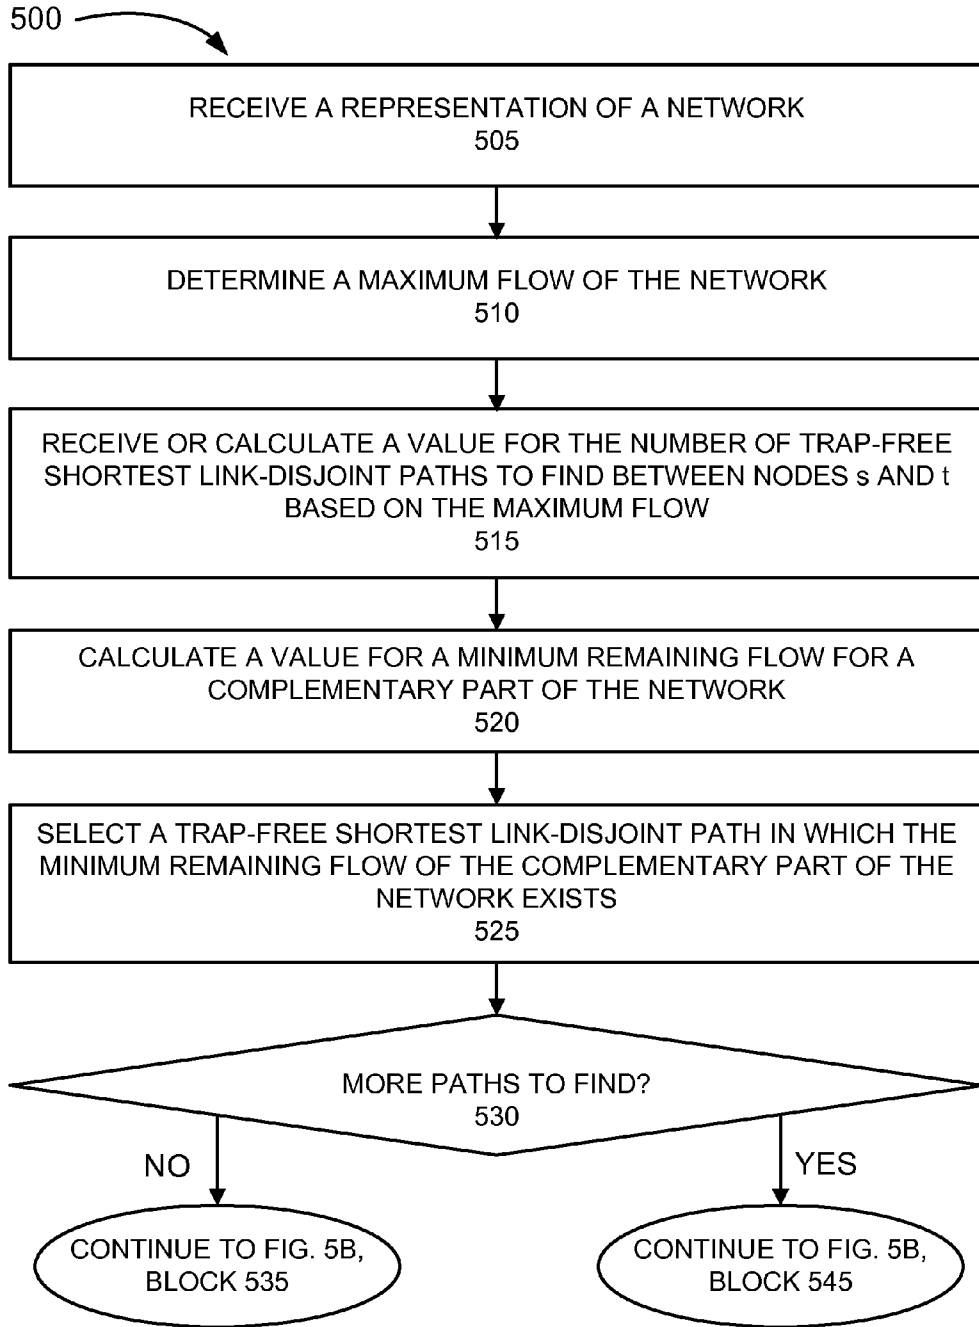 500
RECEIVE A REPRESENTATION OF A NETWORK
505
DETERMINE A MAXIMUM FLOW OF THE NETWORK
510
RECEIVE OR CALCULATE A VALUE FOR THE NUMBER OF TRAP-FREE
SHORTEST LINK-DISJOINT PATHS TO FIND BETWEEN NODES s AND t
BASED ON THE MAXIMUM FLOW
515
CALCULATE A VALUE FOR A MINIMUM REMAINING FLOW FOR A
COMPLEMENTARY PART OF THE NETWORK
520
SELECT A TRAP-FREE SHORTEST LINK-DISJOINT PATH IN WHICH THE
MINIMUM REMAINING FLOW OF THE COMPLEMENTARY PART OF THE
NETWORK EXISTS
525
MORE PATHS TO FIND?
530
NO
YES
CONTINUE TO FIG. 5B,
BLOCK 535
CONTINUE TO FIG. 5B,
BLOCK 545